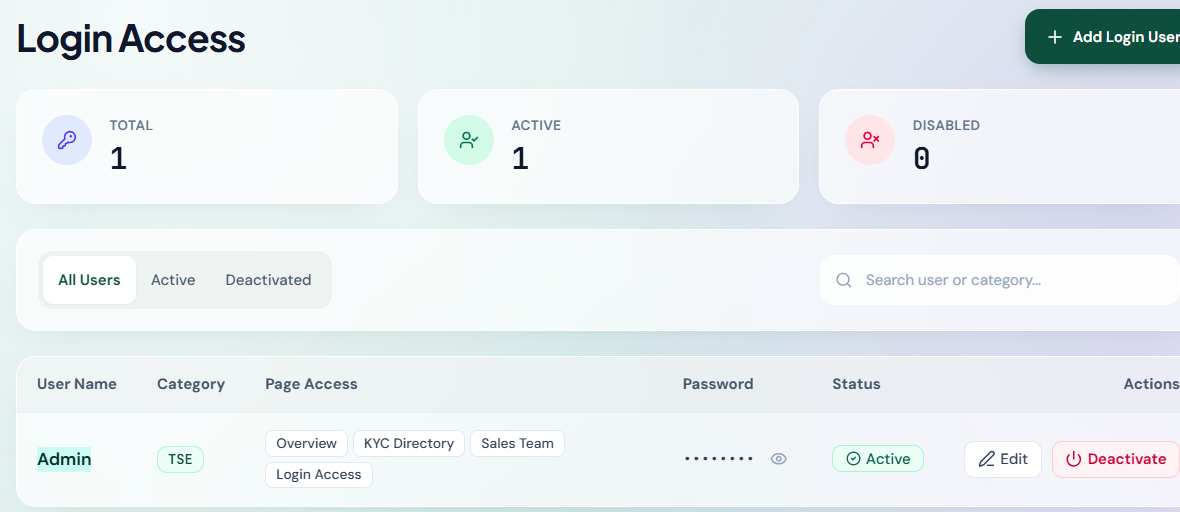 Login Access
+ Add Login User
TOTAL
1
ACTIVE
1
DISABLED
0
All Users Active Deactivated
Search user or category...
User Name Category Page Access Password Status Actions
Overview KYC Directory Sales Team
Admin TSE •••••••• Active Edit Deactivate
Login Access